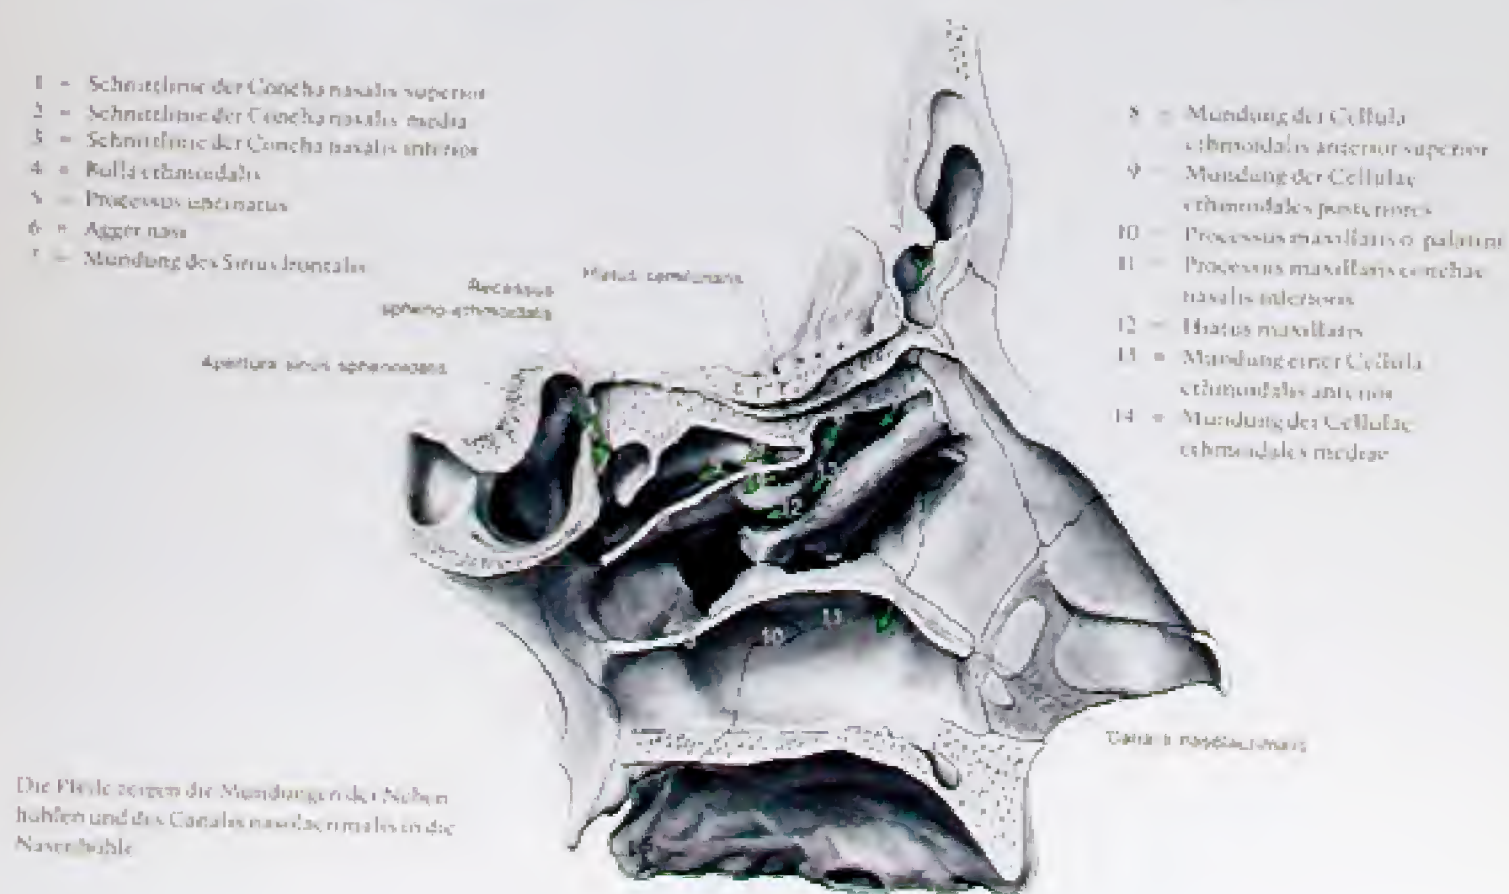 1 = Schnittlinie der Concha nasalis superior
2 = Schnittlinie der Concha nasalis media
3 = Schnittlinie der Concha nasalis inferior
4 = Bulla ethmoidalis
5 = Processus uncinatus
6 = Agger nasi
7 = Mündung des Sinus frontalis
Recessus
spheno-ethmoidalis
Hiatus semilunaris
Apertura sinus sphenoidalis
8 = Mündung der Cellula
ethmoidalis anterior superior
9 = Mündung der Cellulae
ethmoidales posteriores
10 = Processus maxillaris o. palatini
11 = Processus maxillaris conchae
nasalis inferioris
12 = Hiatus maxillaris
13 = Mündung einer Cellula
ethmoidalis anterior
14 = Mündung der Cellulae
ethmoidales mediae
12
10
11
Canalis nasolacrimalis
Die Pfeile zeigen die Mündungen der Neben
höhlen und des Canalis nasolacrimalis in die
Nasenhöhle